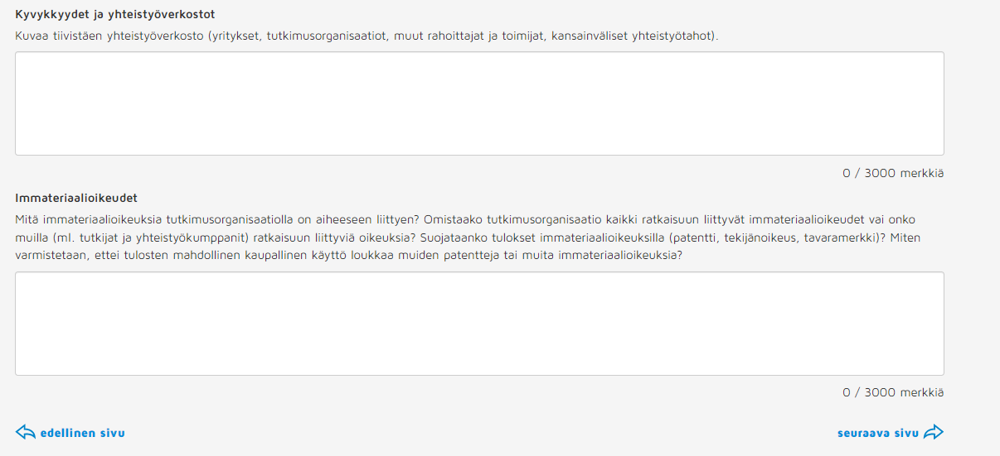 Kyvykkyydet ja yhteistyöverkostot
Kuvaa tiivistäen yhteistyöverkosto (yritykset, tutkimusorganisaatiot, muut rahoittajat ja toimijat, kansainväliset yhteistyötahot).
0 / 3000 merkkiä
Immateriaalioikeudet
Mitä immateriaalioikeuksia tutkimusorganisaatiolla on aiheeseen liittyen? Omistaako tutkimusorganisaatio kaikki ratkaisuun liittyvät immateriaalioikeudet vai onko
muilla (ml. tutkijat ja yhteistyökumppanit) ratkaisuun liittyviä oikeuksia? Suojataanko tulokset immateriaalioikeuksilla (patentti, tekijänoikeus, tavaramerkki)? Miten
varmistetaan, ettei tulosten mahdollinen kaupallinen käyttö loukkaa muiden patentteja tai muita immateriaalioikeuksia?
0 / 3000 merkkiä
edellinen sivu
seuraava sivu